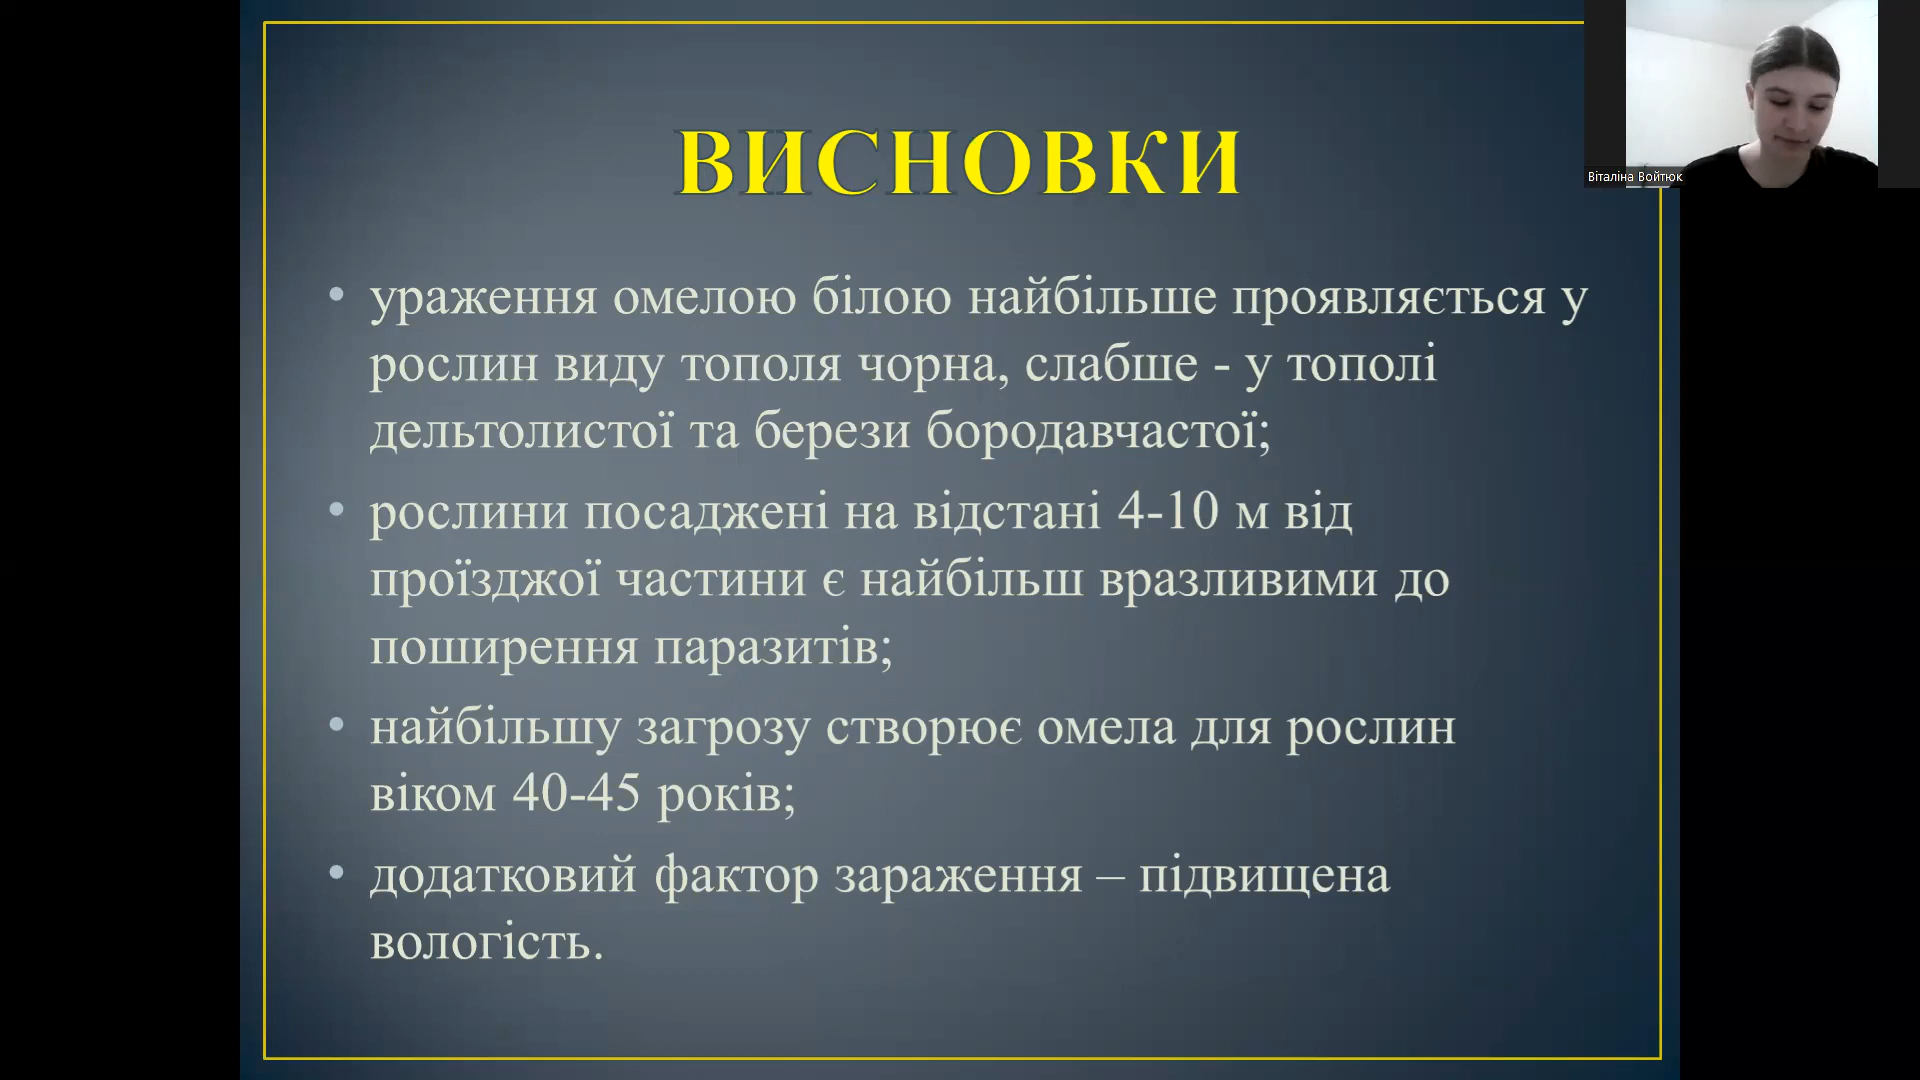 ВИСНОВКИ
• ураження омелою білою найбільше проявляється у
рослин виду тополя чорна, слабше - у тополі
дельтолистої та берези бородавчастої;
• рослини посаджені на відстані 4-10 м від
проїзджої частини є найбільш вразливими до
поширення паразитів;
• найбільшу загрозу створює омела для рослин
віком 40-45 років;
• додатковий фактор зараження – підвищена
вологість.
Віталіна Войтюк